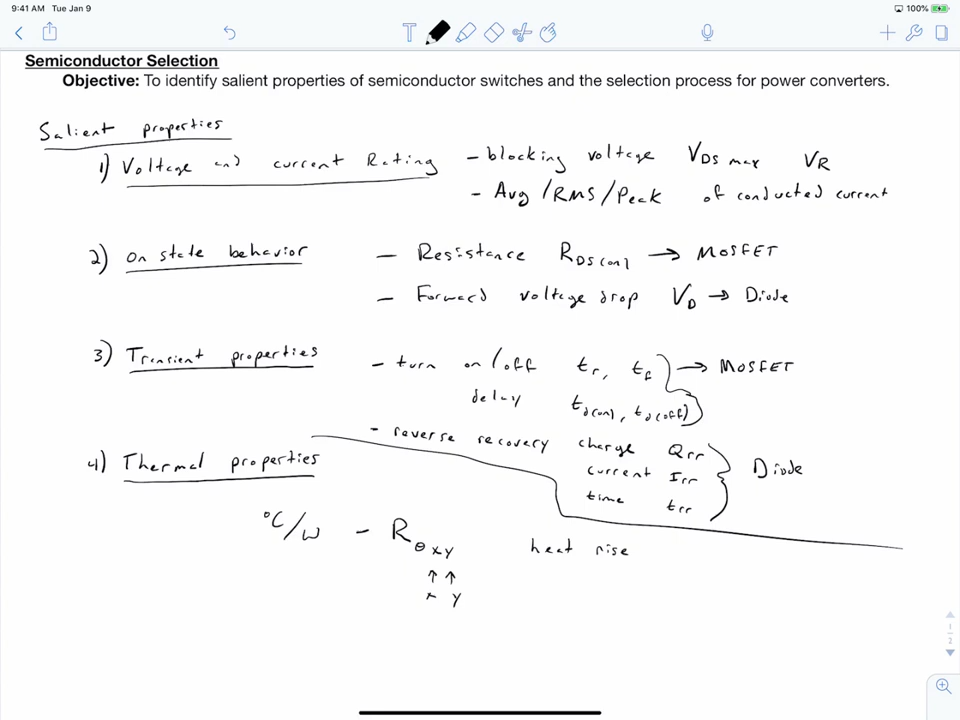 9:41 AM Tue Jan 9
100%
T
Semiconductor Selection
Objective: To identify salient properties of semiconductor switches and the selection process for power converters.
Salient properties
1) Voltage and current Rating - blocking voltage VDS max VR
- Avg /RMS/Peak of conducted current
2) On state behavior - Resistance RDS(on) → MOSFET
- Forward voltage drop VD → Diode
3) Transient properties - turn on/off tr, tf → MOSFET
delay td(on), td(off)
- reverse recovery charge Qrr
current Irr Diode
time trr
4) Thermal properties
°C/W - Rθxy heat rise
↑ ↑
x y
1
2